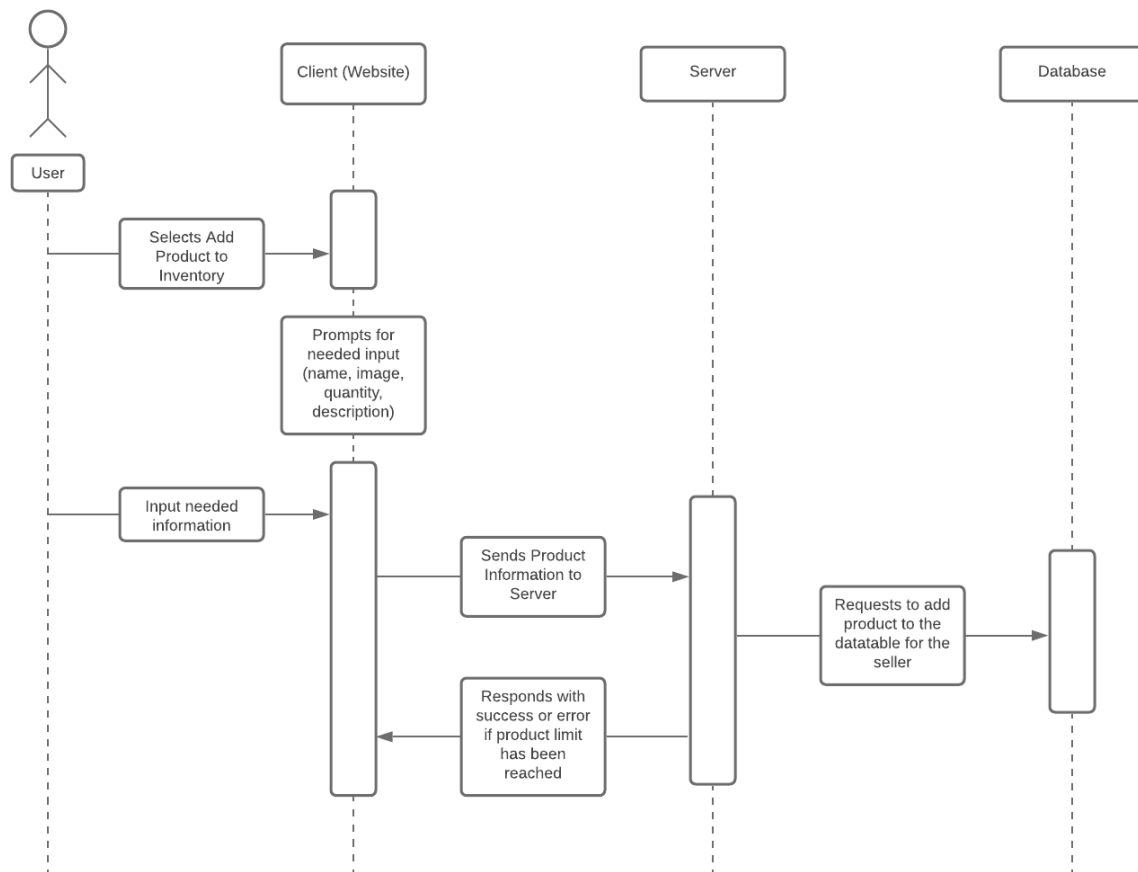 Client (Website)
Server
Database
User
Selects Add
Product to
Inventory
Prompts for
needed input
(name, image,
quantity,
description)
Input needed
information
Sends Product
Information to
Server
Requests to add
product to the
datatable for the
seller
Responds with
success or error
if product limit
has been
reached